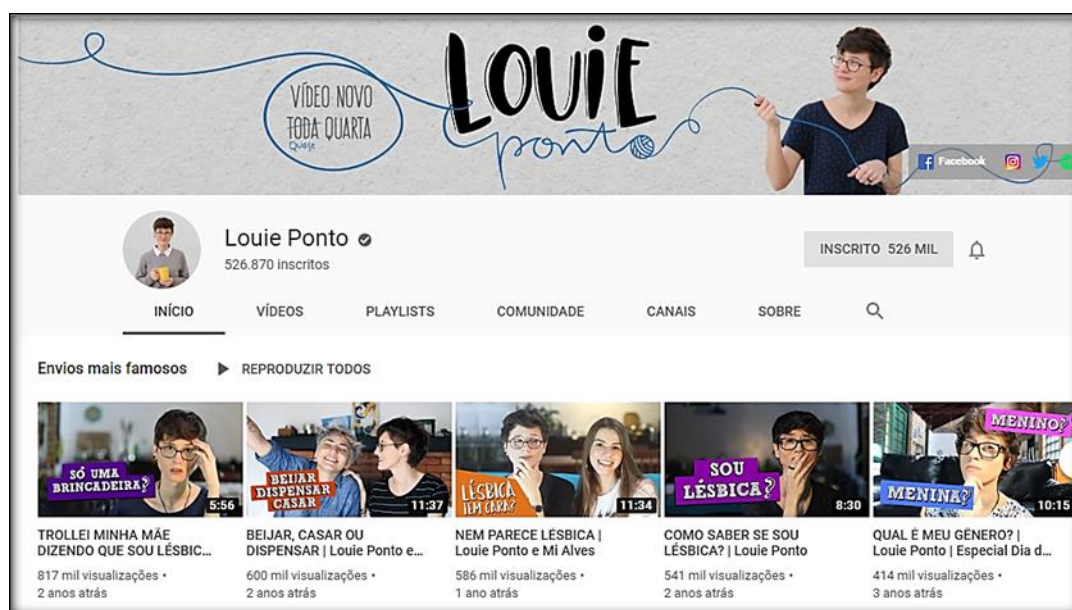 VÍDEO NOVO
TODA QUARTA
Quase
LOUiE
ponto
Facebook
Louie Ponto
526.870 inscritos
INSCRITO 526 MIL
INÍCIO VÍDEOS PLAYLISTS COMUNIDADE CANAIS SOBRE
Envios mais famosos REPRODUZIR TODOS
SÓ UMA
BRINCADEIRA?
5:56
BEIJAR
DISPENSAR
CASAR
11:37
LÉSBICA
TEM CARA?
11:34
SOU
LÉSBICA?
8:30
MENINO?
MENINA?
10:15
TROLLEI MINHA MÃE
DIZENDO QUE SOU LÉSBIC...
817 mil visualizações •
2 anos atrás
BEIJAR, CASAR OU
DISPENSAR | Louie Ponto e...
600 mil visualizações •
2 anos atrás
NEM PARECE LÉSBICA |
Louie Ponto e Mi Alves
586 mil visualizações •
1 ano atrás
COMO SABER SE SOU
LÉSBICA? | Louie Ponto
541 mil visualizações •
2 anos atrás
QUAL É MEU GÊNERO? |
Louie Ponto | Especial Dia d...
414 mil visualizações •
3 anos atrás